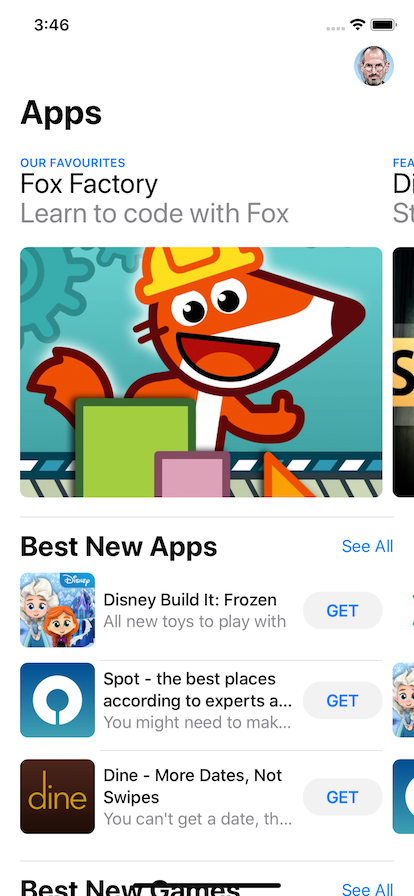 3:46
Apps
OUR FAVOURITES
Fox Factory
Learn to code with Fox
FEA
Di
St
S
Best New Apps
See All
Disney
Disney Build It: Frozen
All new toys to play with
GET
Spot - the best places
according to experts a...
You might need to mak...
GET
dine
Dine - More Dates, Not
Swipes
You can't get a date, th...
GET
Best New Games
See All